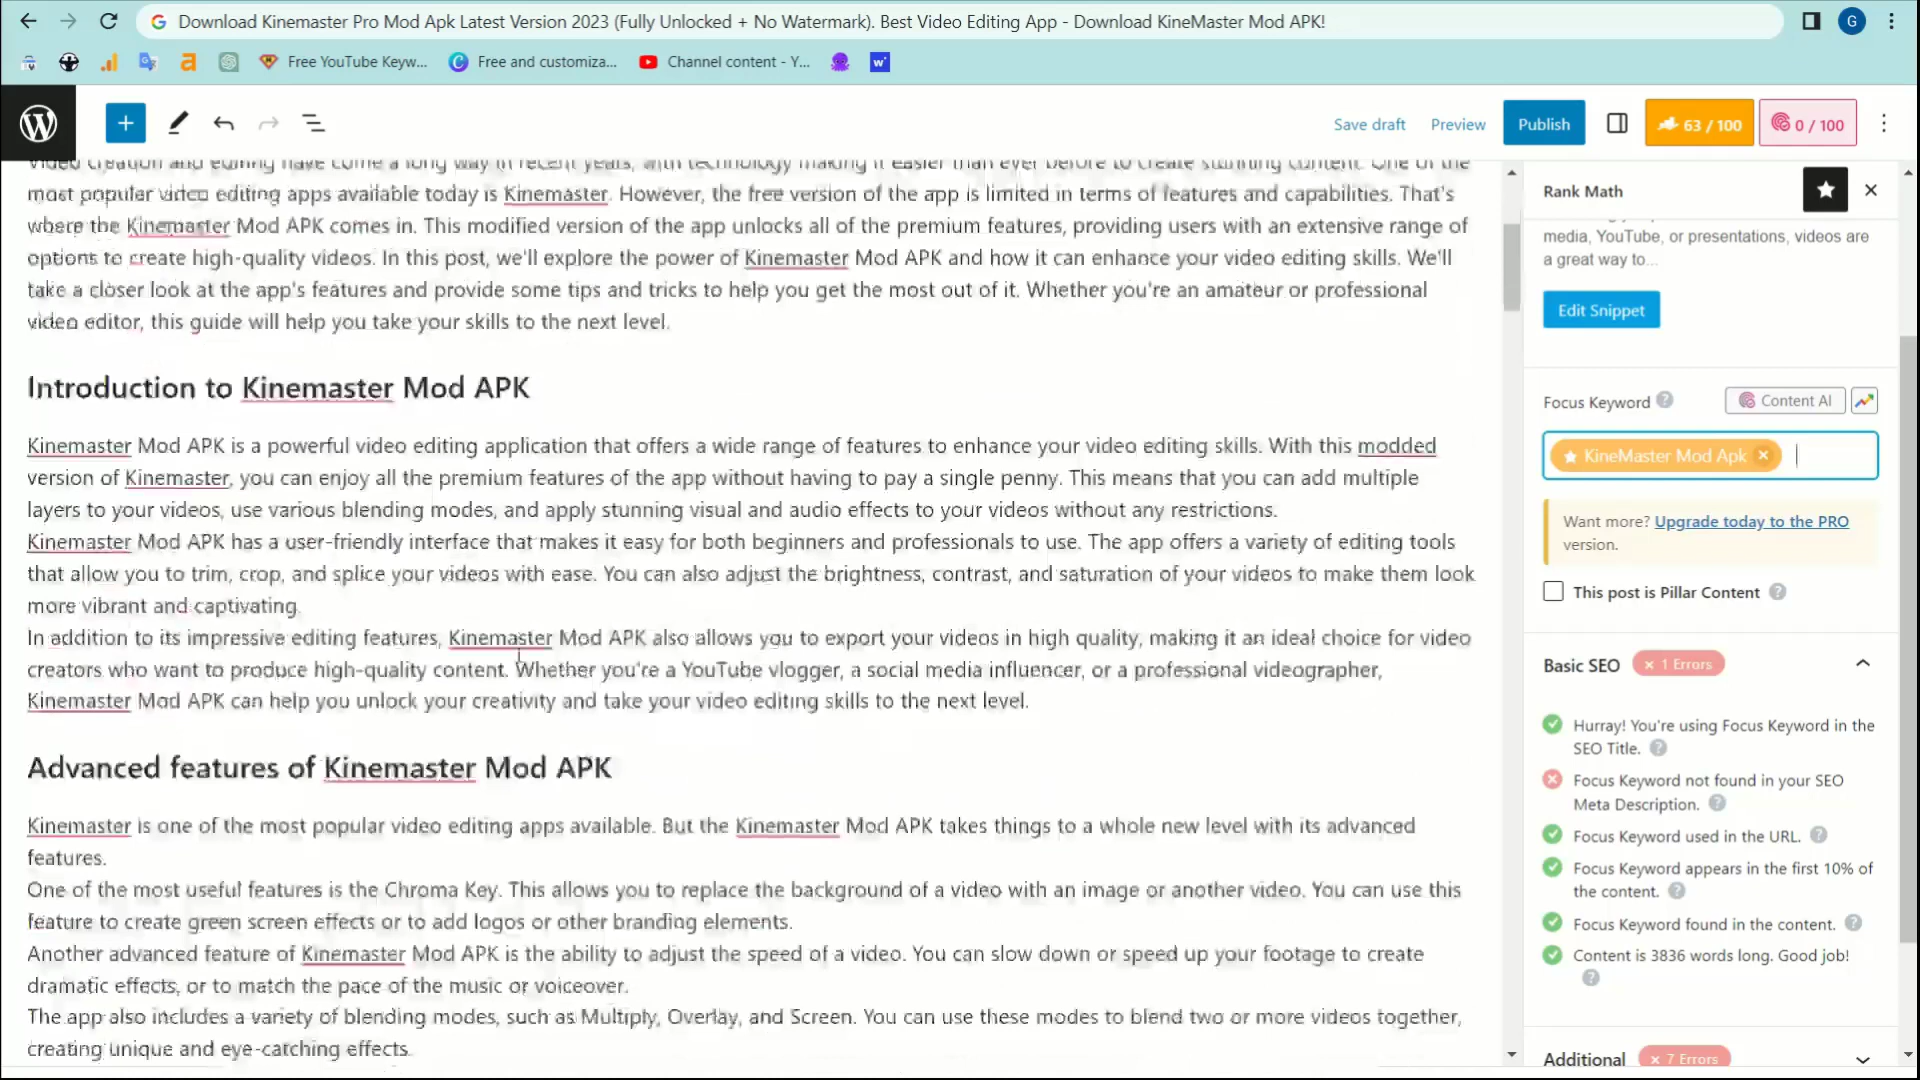 Download Kinemaster Pro Mod Apk Latest Version 2023 (Fully Unlocked + No Watermark). Best Video Editing App - Download KineMaster Mod APK!
G
Free YouTube Keyw...
Free and customiza...
Channel content - Y...
Save draft
Preview
Publish
63 / 100
0 / 100
Video creation and editing have come a long way in recent years, with technology making it easier than ever before to create stunning content. One of the
most popular video editing apps available today is Kinemaster. However, the free version of the app is limited in terms of features and capabilities. That's
where the Kinemaster Mod APK comes in. This modified version of the app unlocks all of the premium features, providing users with an extensive range of
options to create high-quality videos. In this post, we'll explore the power of Kinemaster Mod APK and how it can enhance your video editing skills. We'll
take a closer look at the app's features and provide some tips and tricks to help you get the most out of it. Whether you're an amateur or professional
video editor, this guide will help you take your skills to the next level.
Introduction to Kinemaster Mod APK
Kinemaster Mod APK is a powerful video editing application that offers a wide range of features to enhance your video editing skills. With this modded
version of Kinemaster, you can enjoy all the premium features of the app without having to pay a single penny. This means that you can add multiple
layers to your videos, use various blending modes, and apply stunning visual and audio effects to your videos without any restrictions.
Kinemaster Mod APK has a user-friendly interface that makes it easy for both beginners and professionals to use. The app offers a variety of editing tools
that allow you to trim, crop, and splice your videos with ease. You can also adjust the brightness, contrast, and saturation of your videos to make them look
more vibrant and captivating.
In addition to its impressive editing features, Kinemaster Mod APK also allows you to export your videos in high quality, making it an ideal choice for video
creators who want to produce high-quality content. Whether you're a YouTube vlogger, a social media influencer, or a professional videographer,
Kinemaster Mod APK can help you unlock your creativity and take your video editing skills to the next level.
Advanced features of Kinemaster Mod APK
Kinemaster is one of the most popular video editing apps available. But the Kinemaster Mod APK takes things to a whole new level with its advanced
features.
One of the most useful features is the Chroma Key. This allows you to replace the background of a video with an image or another video. You can use this
feature to create green screen effects or to add logos or other branding elements.
Another advanced feature of Kinemaster Mod APK is the ability to adjust the speed of a video. You can slow down or speed up your footage to create
dramatic effects, or to match the pace of the music or voiceover.
The app also includes a variety of blending modes, such as Multiply, Overlay, and Screen. You can use these modes to blend two or more videos together,
creating unique and eye-catching effects.
Rank Math
media, YouTube, or presentations, videos are
a great way to...
Edit Snippet
Focus Keyword
Content AI
KineMaster Mod Apk
Want more? Upgrade today to the PRO
version.
This post is Pillar Content
Basic SEO
× 1 Errors
Hurray! You're using Focus Keyword in the
SEO Title.
Focus Keyword not found in your SEO
Meta Description.
Focus Keyword used in the URL.
Focus Keyword appears in the first 10% of
the content.
Focus Keyword found in the content.
Content is 3836 words long. Good job!
Additional
× 7 Errors